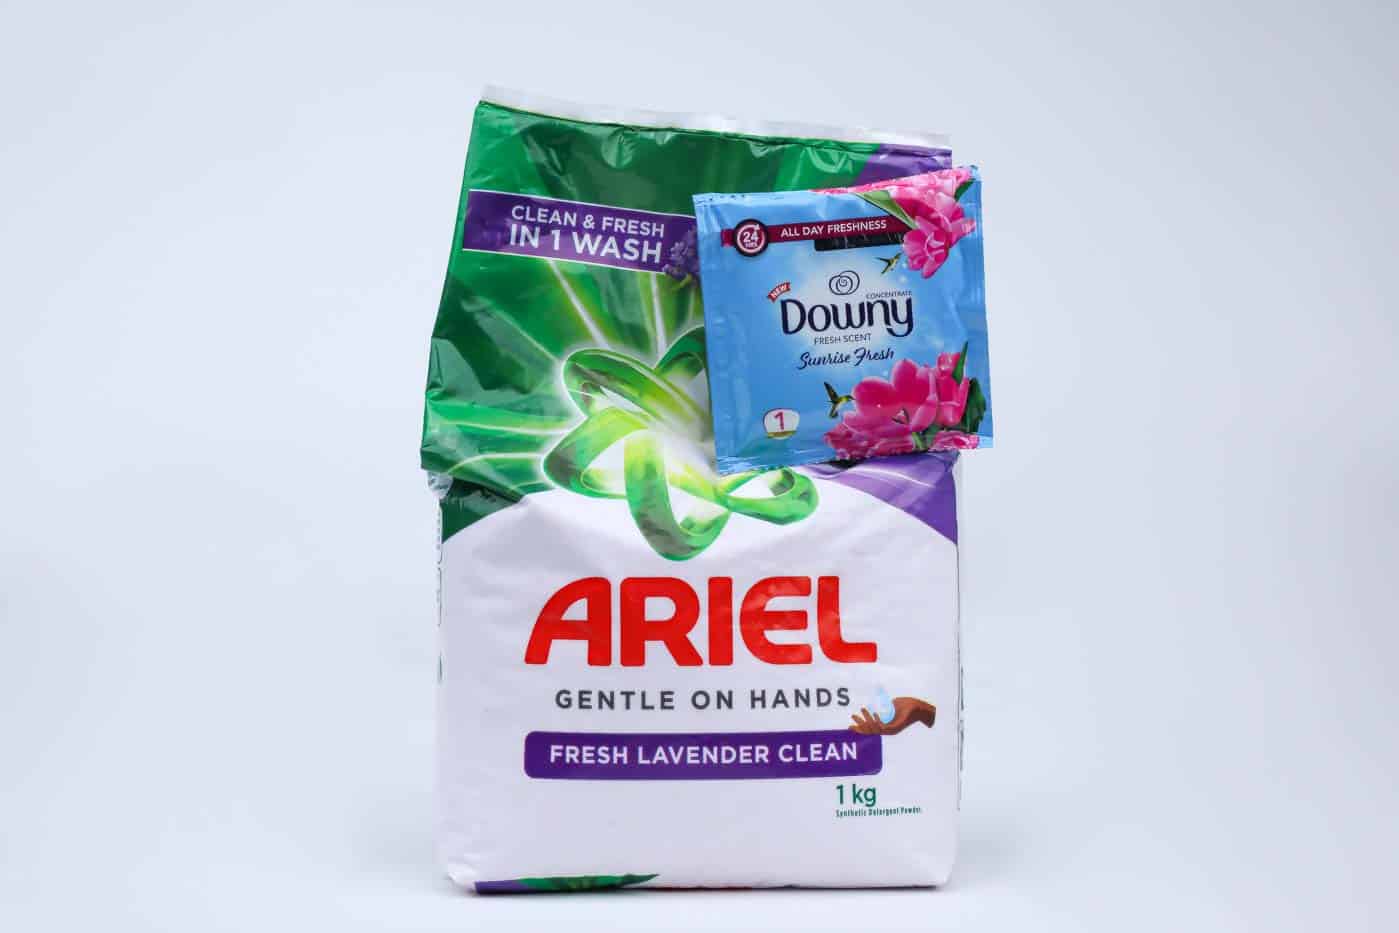 CLEAN & FRESH
IN 1 WASH
24
HRS
ALL DAY FRESHNESS
NEW
CONCENTRATE
Downy
FRESH SCENT
Sunrise Fresh
1
ARIEL
GENTLE ON HANDS
FRESH LAVENDER CLEAN
1 kg
Synthetic Detergent Powder.